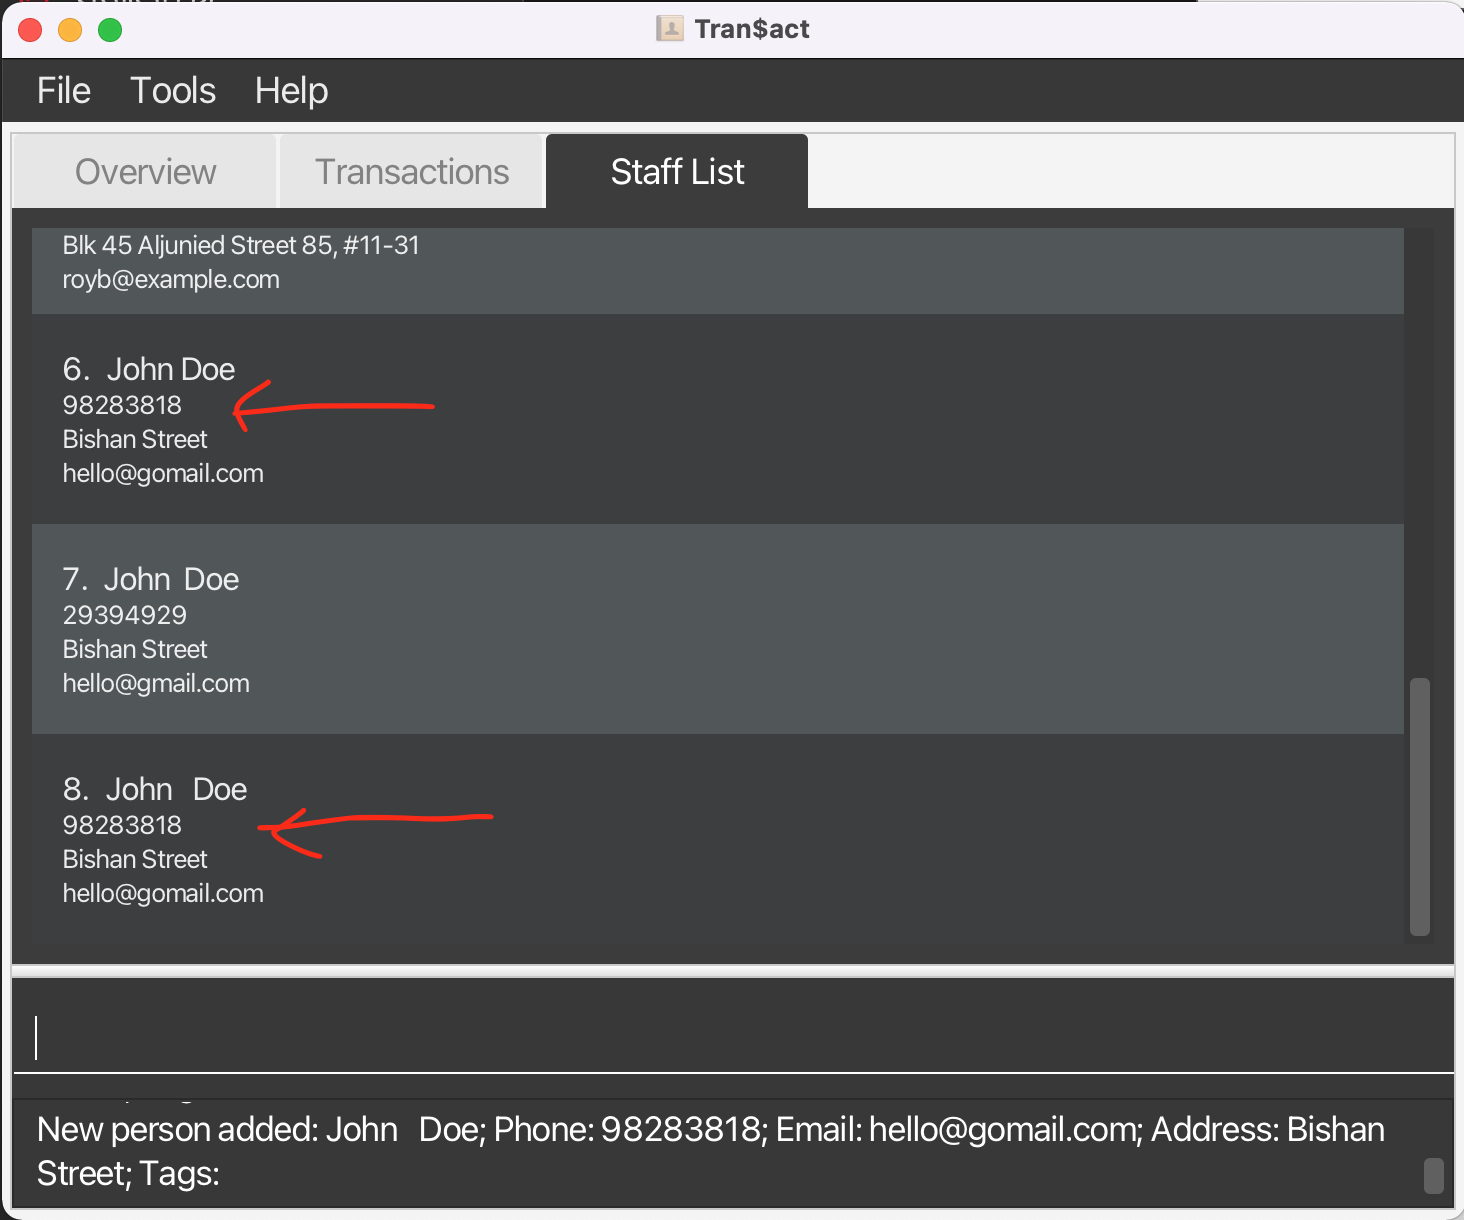 Tran$act
File Tools Help
Overview Transactions Staff List
Blk 45 Aljunied Street 85, #11-31
royb@example.com
6. John Doe
98283818
Bishan Street
hello@gomail.com
7. John  Doe
29394929
Bishan Street
hello@gmail.com
8. John   Doe
98283818
Bishan Street
hello@gomail.com
New person added: John   Doe; Phone: 98283818; Email: hello@gomail.com; Address: Bishan
Street; Tags: